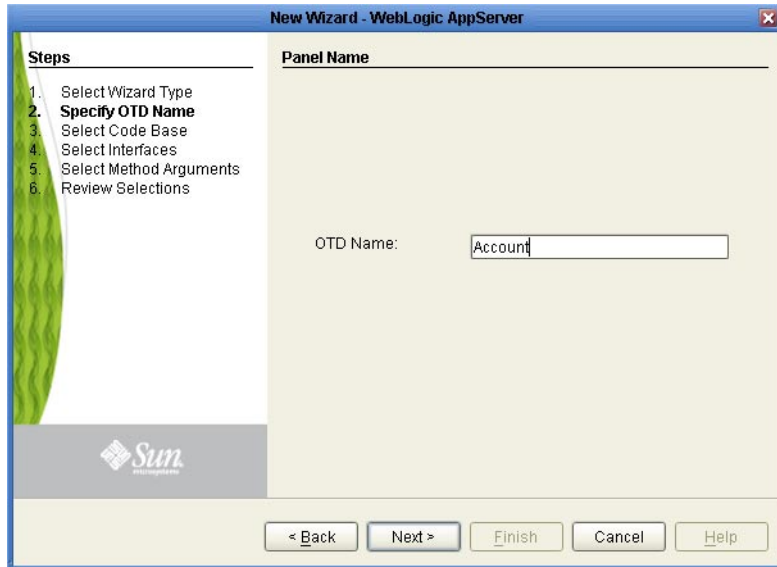 New Wizard - WebLogic AppServer
Steps
1. Select Wizard Type
2. Specify OTD Name
3. Select Code Base
4. Select Interfaces
5. Select Method Arguments
6. Review Selections
Panel Name
OTD Name: Account
Sun
microsystems
< Back Next > Finish Cancel Help